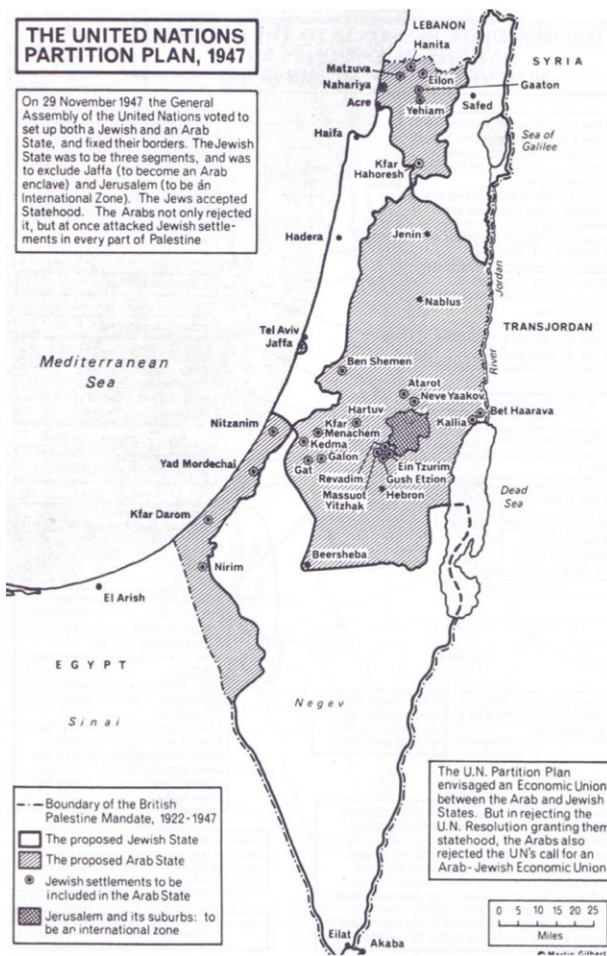 THE UNITED NATIONS
PARTITION PLAN, 1947
On 29 November 1947 the General
Assembly of the United Nations voted to
set up both a Jewish and an Arab
State, and fixed their borders. The Jewish
State was to be three segments, and was
to exclude Jaffa (to become an Arab
enclave) and Jerusalem (to be an
International Zone). The Jews accepted
Statehood. The Arabs not only rejected
it, but at once attacked Jewish settle-
ments in every part of Palestine
LEBANON
Hanita
SYRIA
Matzuva
Eilon
Nahariya
Gaaton
Acre
Yehiam
Safed
Haifa
Sea of
Galilee
Kfar
Hahoresh
Hadera
Jenin
Jordan
Nablus
TRANSJORDAN
Tel Aviv
Jaffa
River
Mediterranean
Sea
Ben Shemen
Atarot
Neve Yaakov
Hartuv
Bet Haarava
Nitzanim
Kfar
Menachem
Kallia
Kedma
Yad Mordechai
Galon
Gat
Ein Tzurim
Revadim
Gush Etzion
Massuot
Yitzhak
Hebron
Dead
Sea
Kfar Darom
Beersheba
Nirim
El Arish
EGYPT
Sinai
Negev
Boundary of the British
Palestine Mandate, 1922-1947
The proposed Jewish State
The proposed Arab State
Jewish settlements to be
included in the Arab State
Jerusalem and its suburbs: to
be an international zone
The U.N. Partition Plan
envisaged an Economic Union
between the Arab and Jewish
States. But in rejecting the
U.N. Resolution granting them
statehood, the Arabs also
rejected the UN's call for an
Arab-Jewish Economic Union
0 5 10 15 20 25
Miles
Eilat
Akaba
© Martin Gilbert